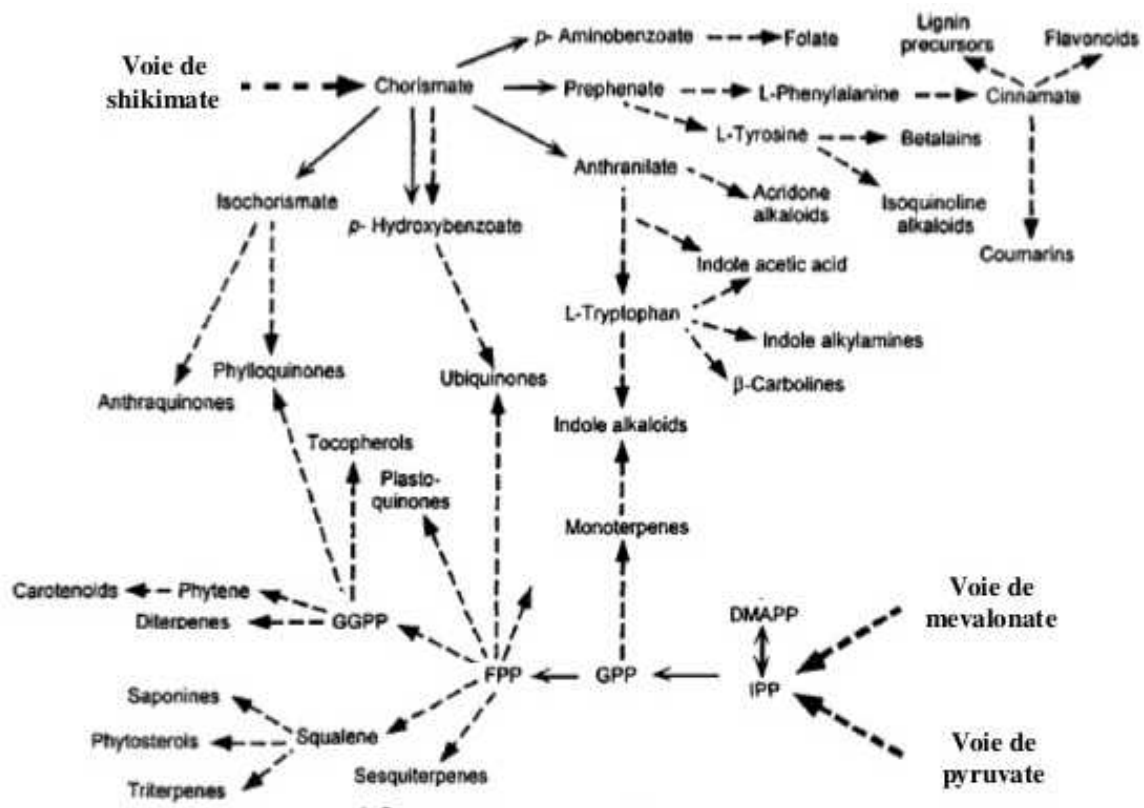 p- Aminobenzoate
Folate
Lignin
precursors
Flavonoids
Voie de
shikimate
Chorismate
Prephenate
L-Phenylalanine
Cinnamate
L-Tyrosine
Betalains
Anthranilate
Acridone
alkaloids
Isoquinoline
alkaloids
Coumarins
Isochorismate
p- Hydroxybenzoate
Indole acetic acid
L-Tryptophan
Indole alkylamines
β-Carbolines
Phylloquinones
Anthraquinones
Ubiquinones
Indole alkaloids
Tocopherols
Plasto-
quinones
Monoterpenes
Carotenoids
Phytene
Diterpenes
GGPP
Voie de
mevalonate
DMAPP
FPP
GPP
IPP
Saponines
Phytosterols
Squalene
Triterpenes
Sesquiterpenes
Voie de
pyruvate